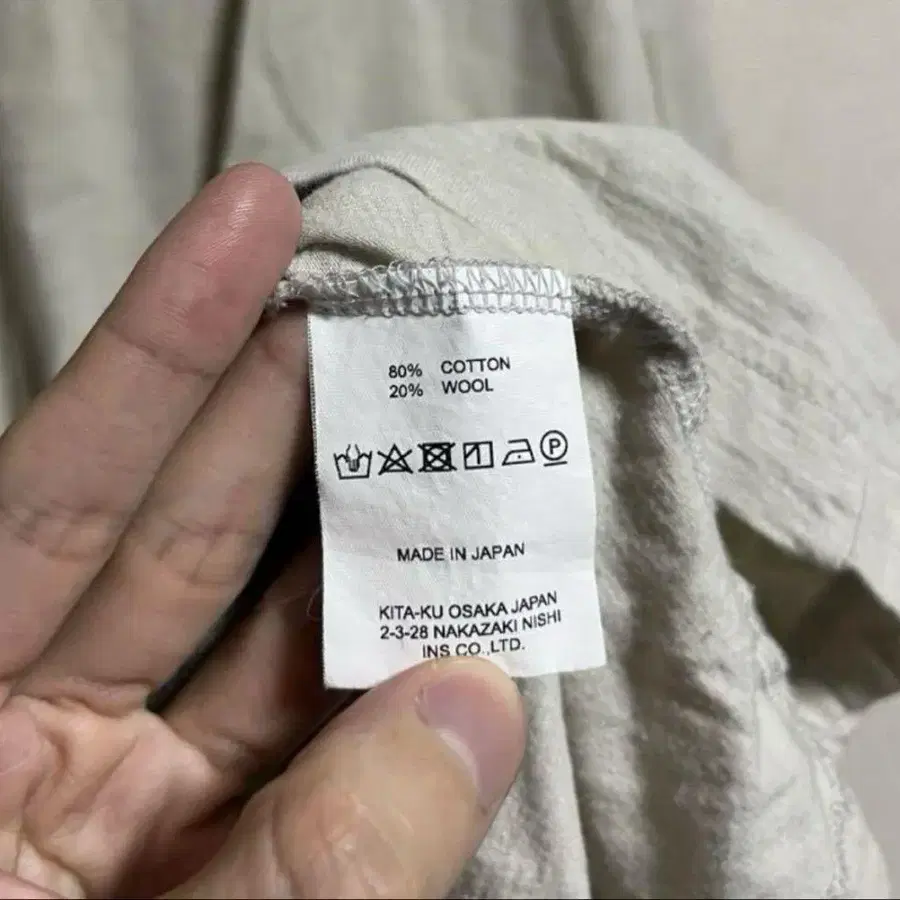 80% COTTON
20% WOOL
P
MADE IN JAPAN
KITA-KU OSAKA JAPAN
2-3-28 NAKAZAKI NISHI
INS CO.,LTD.